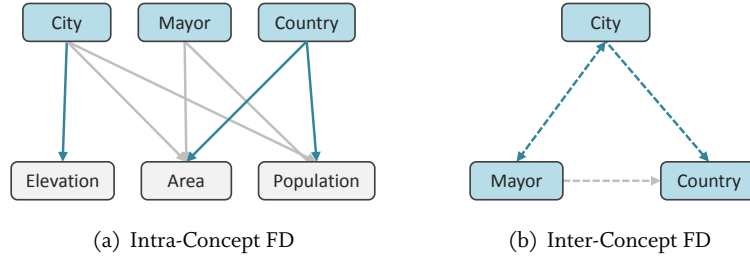 City Mayor Country City
Elevation Area Population Mayor Country
(a) Intra-Concept FD (b) Inter-Concept FD